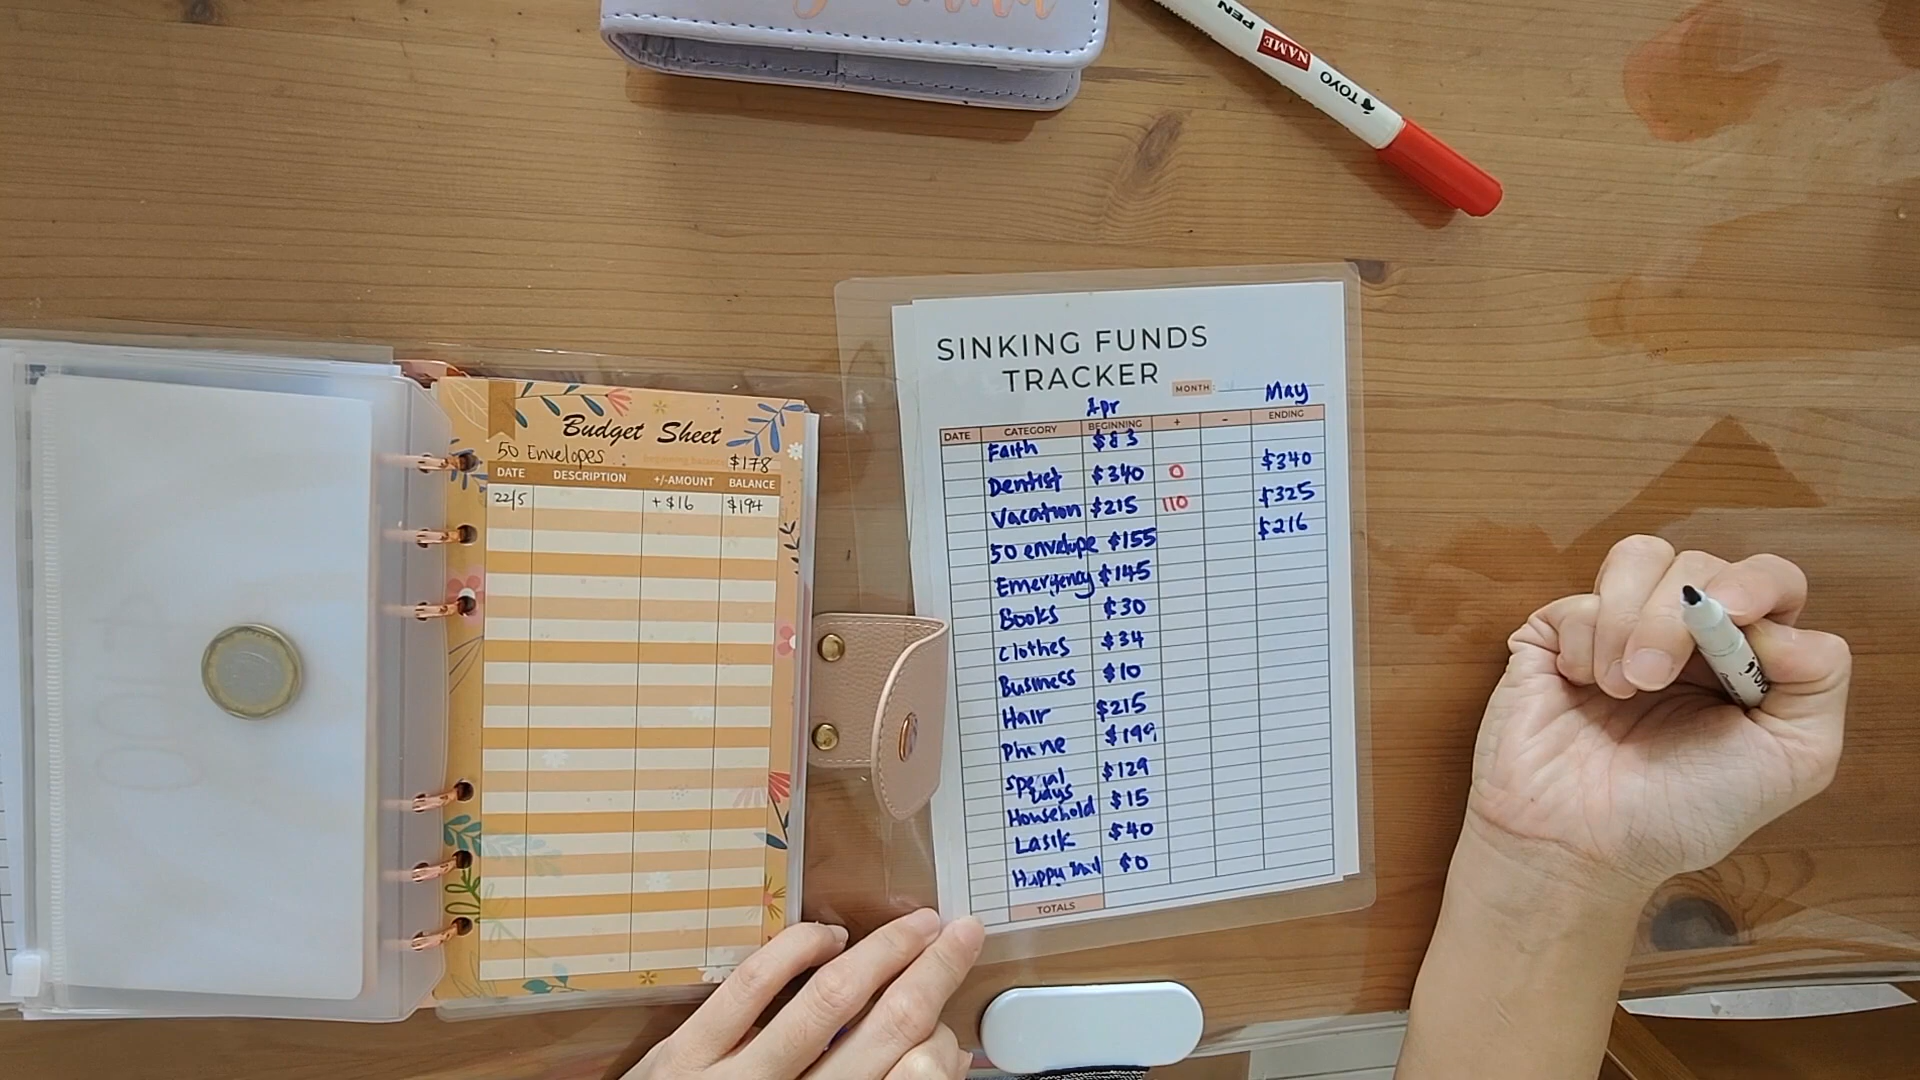 PEN NAME TOYO
Budget Sheet
50 Envelopes : $178
DATE DESCRIPTION +/-AMOUNT BALANCE
22/5 +$16 $194
SINKING FUNDS
TRACKER
MONTH:
Apr May
DATE CATEGORY BEGINNING + - ENDING
Faith $83
Dentist $340 0 $340
Vacation $215 110 $325
50 envelope $155 $216
Emergency $145
Books $30
Clothes $34
Business $10
Hair $215
Phone $199
Special
days $129
Household $15
Lasik $40
Happy mail $0
TOTALS